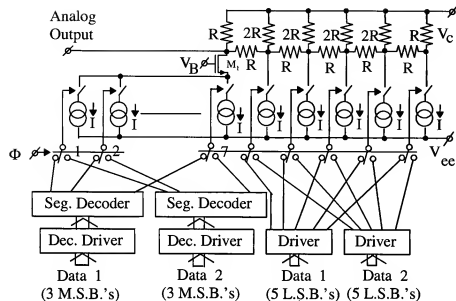 Analog
Output
R 2R 2R 2R 2R R
V_c
R R R R R
V_B M_1
I I I I I I I I
Φ 1 2 7
V_ee
Seg. Decoder Seg. Decoder
Dec. Driver Dec. Driver Driver Driver
Data 1 Data 2 Data 1 Data 2
(3 M.S.B.'s) (3 M.S.B.'s) (5 L.S.B.'s) (5 L.S.B.'s)